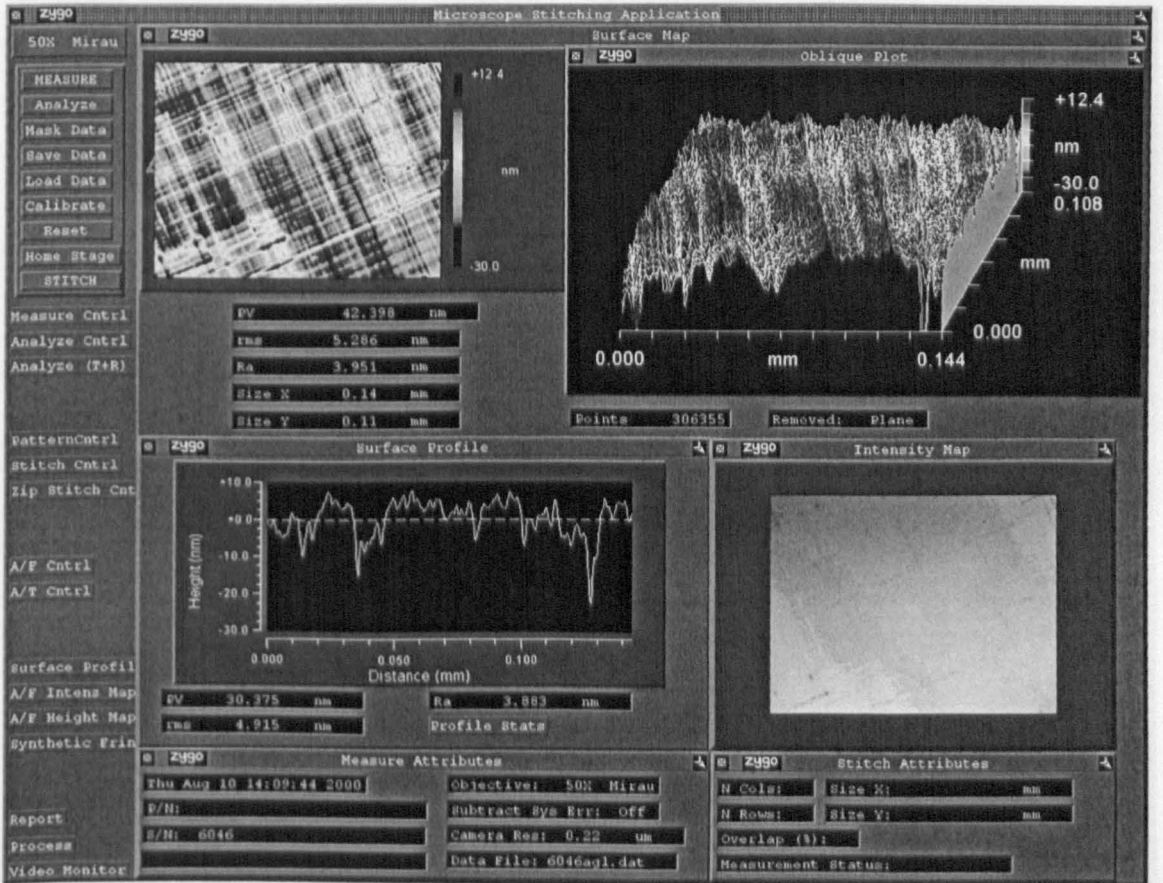 zygo Microscope Stitching Application
50X Mirau
MEASURE
Analyze
Mask Data
Save Data
Load Data
Calibrate
Reset
Home Stage
STITCH
Measure Cntrl
Analyze Cntrl
Analyze (T+R)
PatternCntrl
Stitch Cntrl
Zip Stitch Cnt
A/F Cntrl
A/T Cntrl
Surface Profil
A/F Intens Map
A/F Height Map
Synthetic Frin
Report
Process
Video Monitor
zygo Surface Map
+12.4
nm
-30.0
PV 42.398 nm
rms 5.286 nm
Ra 3.951 nm
Size X 0.14 mm
Size Y 0.11 mm
zygo Oblique Plot
+12.4
nm
-30.0
0.108
mm
0.000
0.000 mm 0.144
Points 306355 Removed: Plane
zygo Surface Profile
+10.0
+0.0
-10.0
-20.0
-30.0
Height (nm)
0.000 0.050 0.100
Distance (mm)
PV 30.375 nm Ra 3.883 nm
rms 4.915 nm Profile Stats
zygo Intensity Map
zygo Measure Attributes
Thu Aug 10 14:09:44 2000 Objective: 50X Mirau
P/N: Subtract Sys Err: Off
S/N: 6046 Camera Res: 0.22 um
Data File: 6046ag1.dat
zygo Stitch Attributes
N Cols: Size X: mm
N Rows: Size Y: mm
Overlap (%):
Measurement Status: